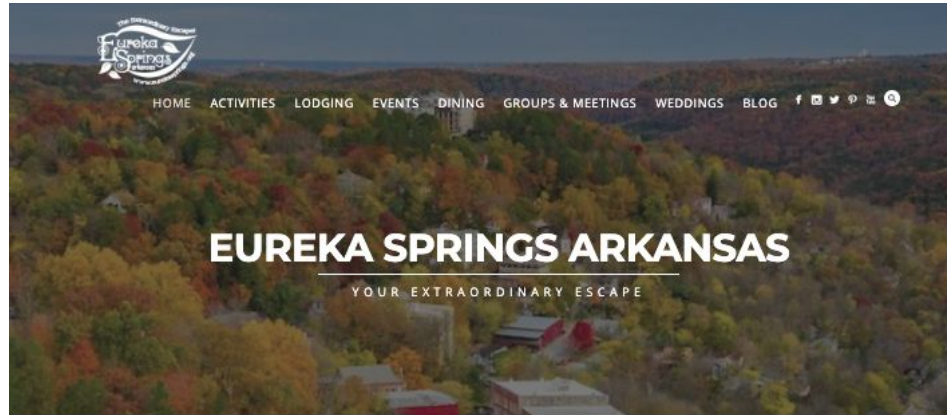 The Extraordinary Escape!
Eureka
Springs
HOME ACTIVITIES LODGING EVENTS DINING GROUPS & MEETINGS WEDDINGS BLOG
EUREKA SPRINGS ARKANSAS
YOUR EXTRAORDINARY ESCAPE